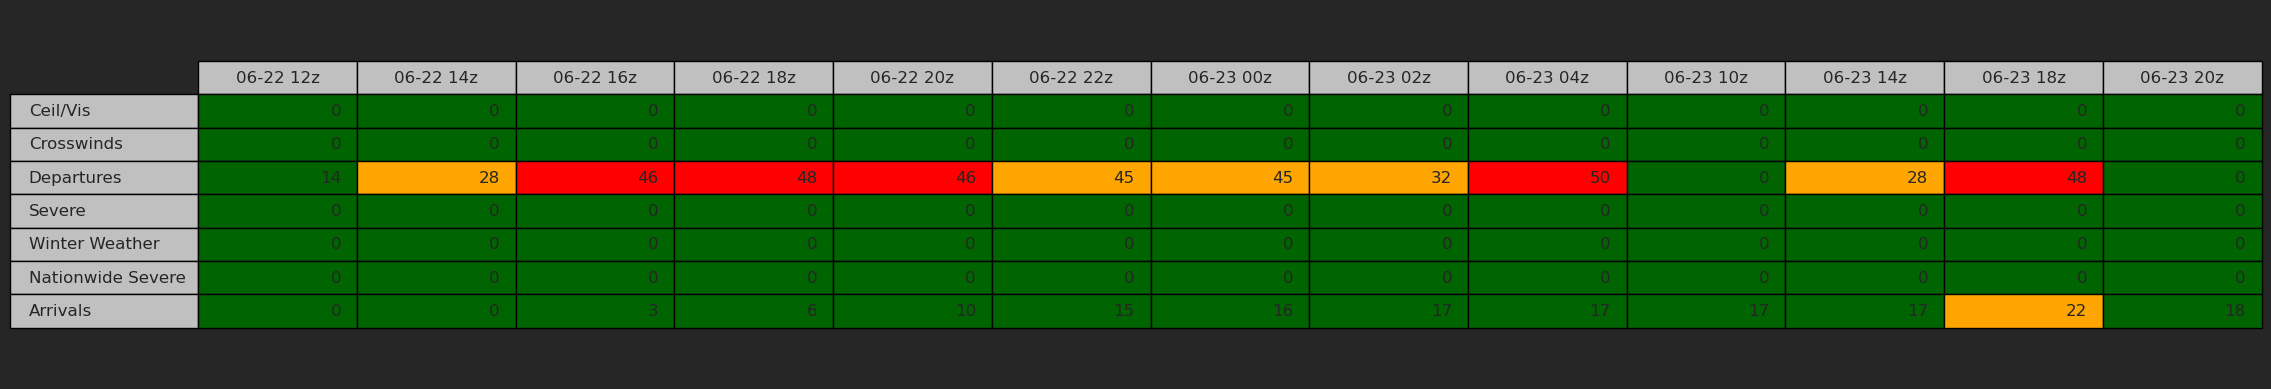 06-22 12z 06-22 14z 06-22 16z 06-22 18z 06-22 20z 06-22 22z 06-23 00z 06-23 02z 06-23 04z 06-23 10z 06-23 14z 06-23 18z 06-23 20z
Ceil/Vis 0 0 0 0 0 0 0 0 0 0 0 0 0
Crosswinds 0 0 0 0 0 0 0 0 0 0 0 0 0
Departures 14 28 46 48 46 45 45 32 50 0 28 48 0
Severe 0 0 0 0 0 0 0 0 0 0 0 0 0
Winter Weather 0 0 0 0 0 0 0 0 0 0 0 0 0
Nationwide Severe 0 0 0 0 0 0 0 0 0 0 0 0 0
Arrivals 0 0 3 6 10 15 16 17 17 17 17 22 18